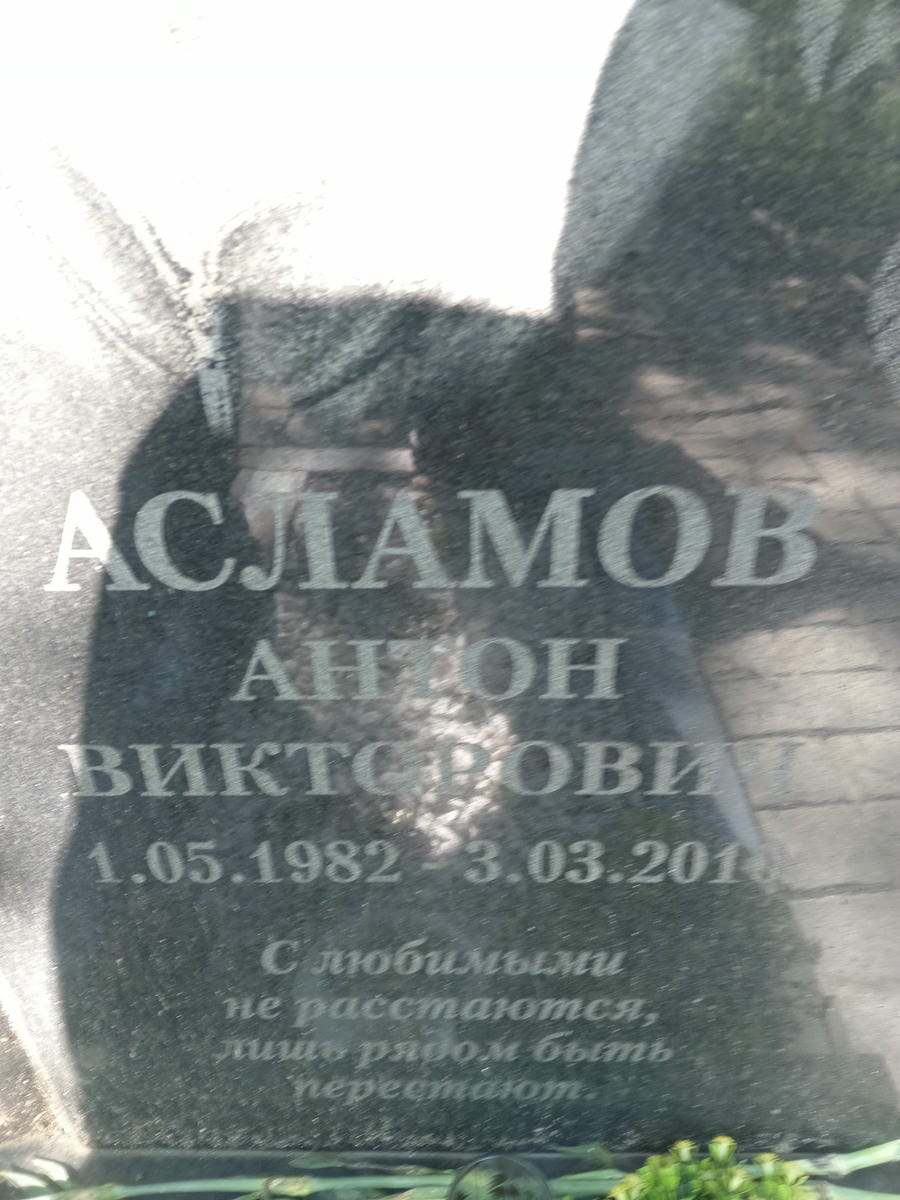 АСЛАМОВ
АНТОН
ВИКТОРОВИЧ
1.05.1982 -
С любимыми
не расстаются,
лишь рядом быть
перестают.